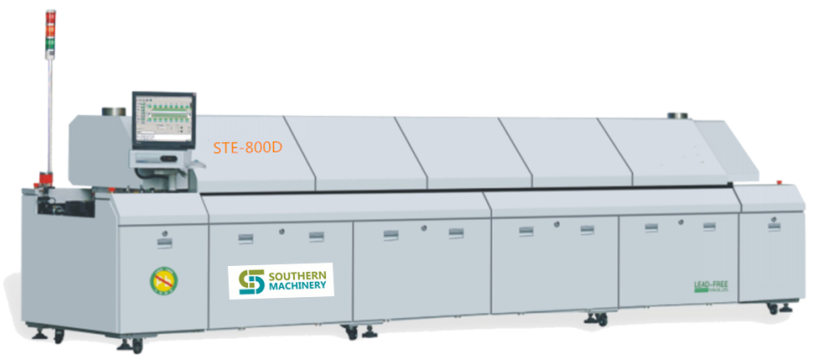 STE-800D
SOUTHERN
MACHINERY
LEAD-FREE